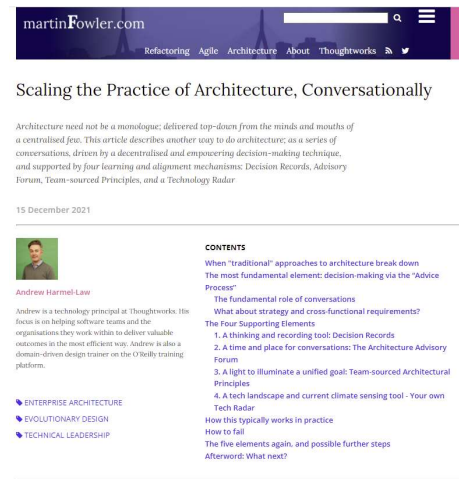 martinFowler.com
Refactoring Agile Architecture About Thoughtworks
Scaling the Practice of Architecture, Conversationally
Architecture need not be a monologue; delivered top-down from the minds and mouths of
a centralised few. This article describes another way to do architecture; as a series of
conversations, driven by a decentralised and empowering decision-making technique,
and supported by four learning and alignment mechanisms: Decision Records, Advisory
Forum, Team-sourced Principles, and a Technology Radar
15 December 2021
Andrew Harmel-Law
Andrew is a technology principal at Thoughtworks. His
focus is on helping software teams and the
organisations they work within to deliver valuable
outcomes in the most efficient way. Andrew is also a
domain-driven design trainer on the O'Reilly training
platform.
ENTERPRISE ARCHITECTURE
EVOLUTIONARY DESIGN
TECHNICAL LEADERSHIP
CONTENTS
When "traditional" approaches to architecture break down
The most fundamental element: decision-making via the "Advice
Process"
The fundamental role of conversations
What about strategy and cross-functional requirements?
The Four Supporting Elements
1. A thinking and recording tool: Decision Records
2. A time and place for conversations: The Architecture Advisory
Forum
3. A light to illuminate a unified goal: Team-sourced Architectural
Principles
4. A tech landscape and current climate sensing tool - Your own
Tech Radar
How this typically works in practice
How to fail
The five elements again, and possible further steps
Afterword: What next?